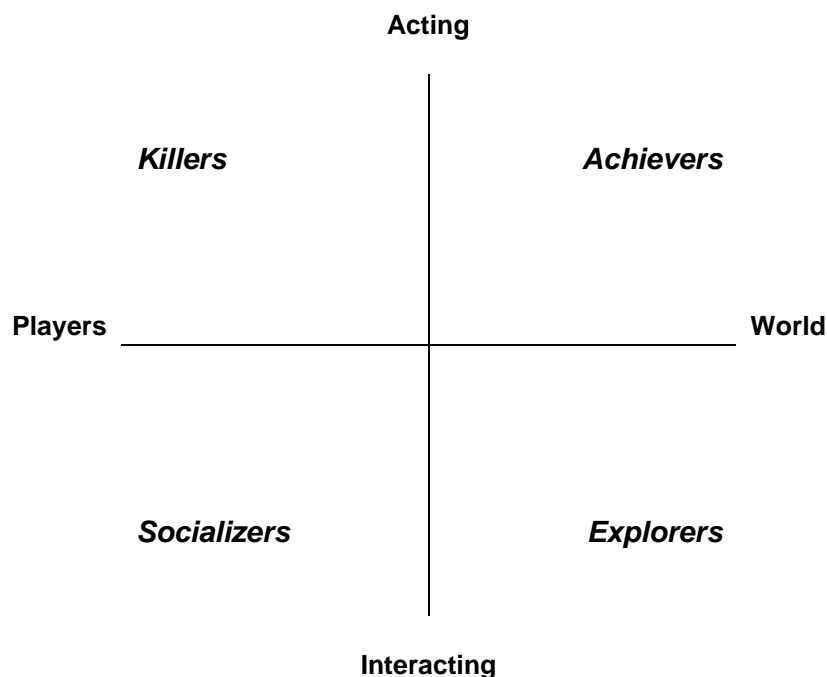 Acting
Killers Achievers
Players World
Socializers Explorers
Interacting